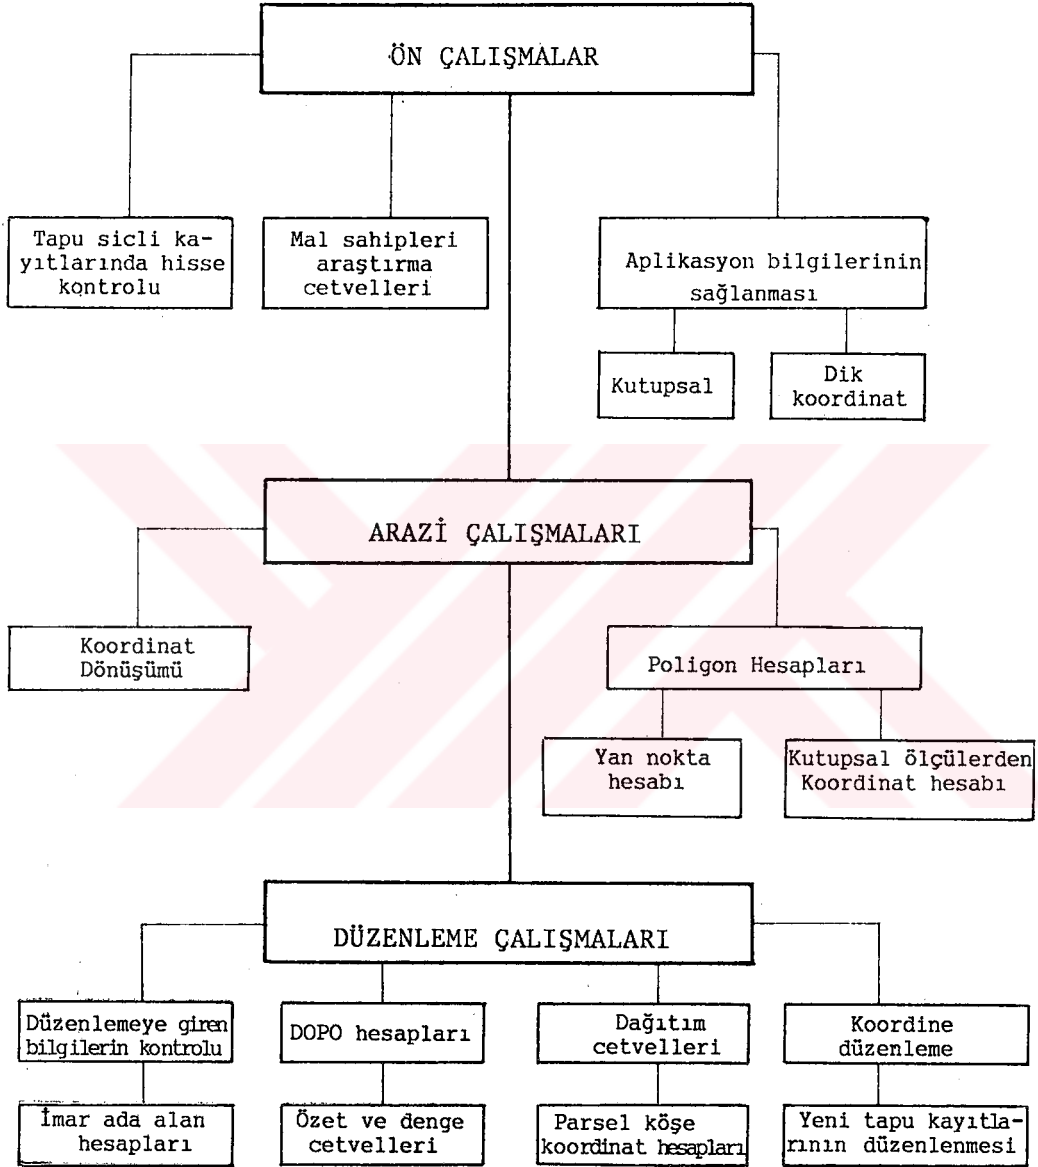 ÖN ÇALIŞMALAR
Tapu sicli ka-
yıtlarında hisse
kontrolu
Mal sahipleri
araştırma
cetvelleri
Aplikasyon bilgilerinin
sağlanması
Kutupsal
Dik
koordinat
ARAZİ ÇALIŞMALARI
Koordinat
Dönüşümü
Poligon Hesapları
Yan nokta
hesabı
Kutupsal ölçülerden
Koordinat hesabı
DÜZENLEME ÇALIŞMALARI
Düzenlemeye giren
bilgilerin kontrolu
DOPO hesapları
Dağıtım
cetvelleri
Koordine
düzenleme
İmar ada alan
hesapları
Özet ve denge
cetvelleri
Parsel köşe
koordinat hesapları
Yeni tapu kayıtla-
rının düzenlenmesi